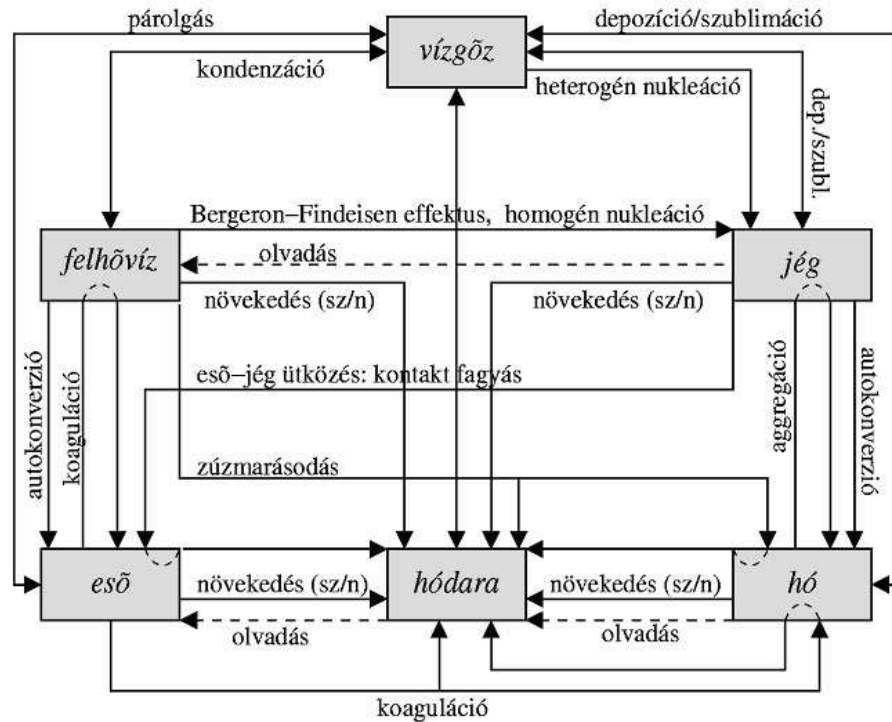 párolgás
depozíció/szublimáció
vízgõz
kondenzáció
heterogén nukleáció
dep./szubl.
Bergeron–Findeisen effektus, homogén nukleáció
felhõvíz
olvadás
jég
növekedés (sz/n)
növekedés (sz/n)
esõ–jég ütközés: kontakt fagyás
autokonverzió
koaguláció
aggregáció
autokonverzió
zúzmarásodás
esõ
növekedés (sz/n)
hódara
növekedés (sz/n)
hó
olvadás
olvadás
koaguláció